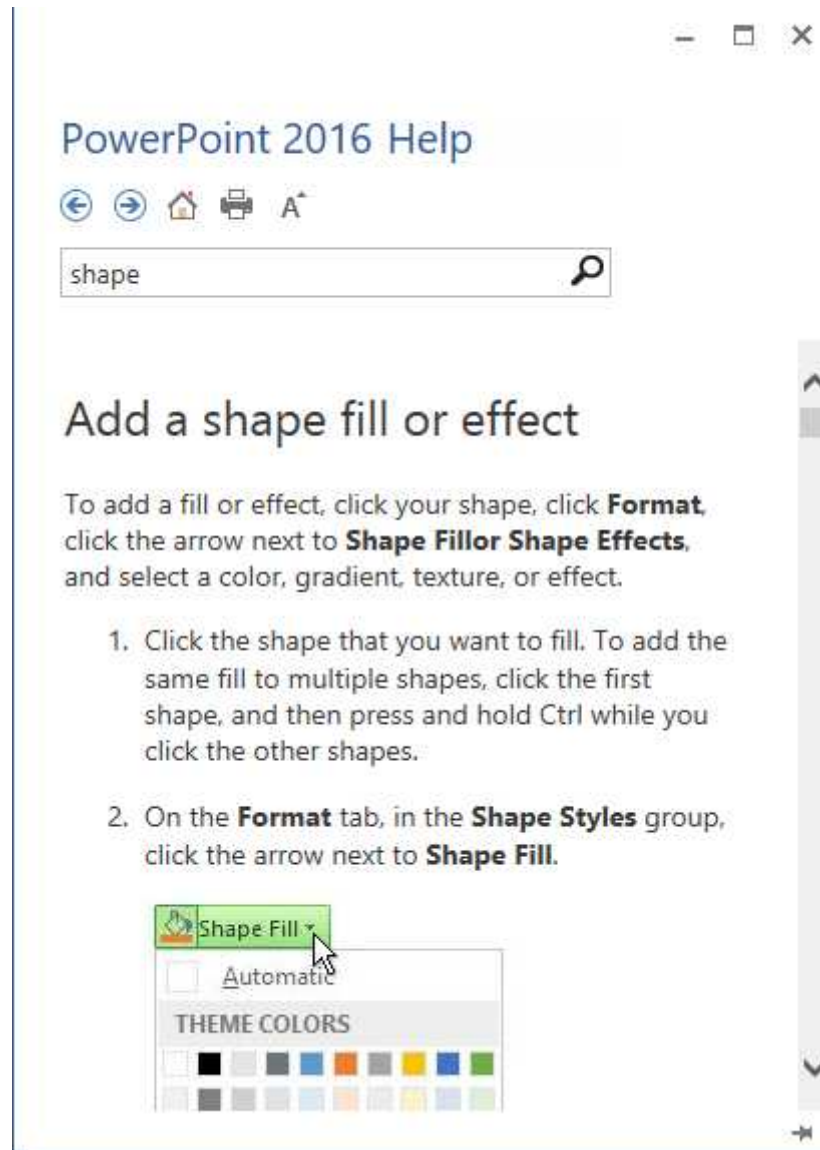 PowerPoint 2016 Help
A
shape
Add a shape fill or effect
To add a fill or effect, click your shape, click Format,
click the arrow next to Shape Fillor Shape Effects,
and select a color, gradient, texture, or effect.
1. Click the shape that you want to fill. To add the
same fill to multiple shapes, click the first
shape, and then press and hold Ctrl while you
click the other shapes.
2. On the Format tab, in the Shape Styles group,
click the arrow next to Shape Fill.
Shape Fill
Automatic
THEME COLORS